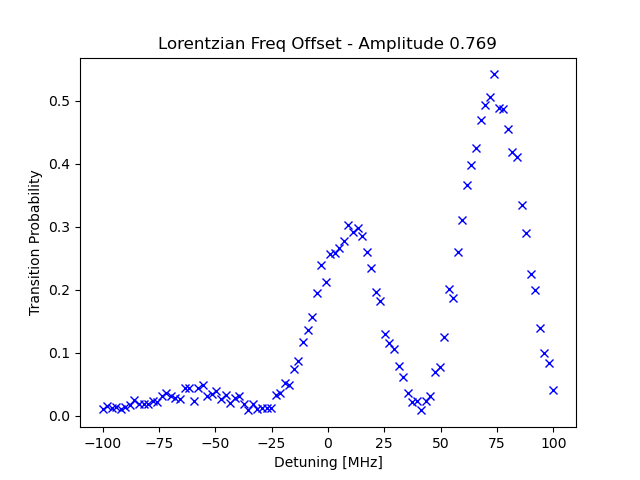 Lorentzian Freq Offset - Amplitude 0.769
Transition Probability
0.5
0.4
0.3
0.2
0.1
0.0
−100 −75 −50 −25 0 25 50 75 100
Detuning [MHz]